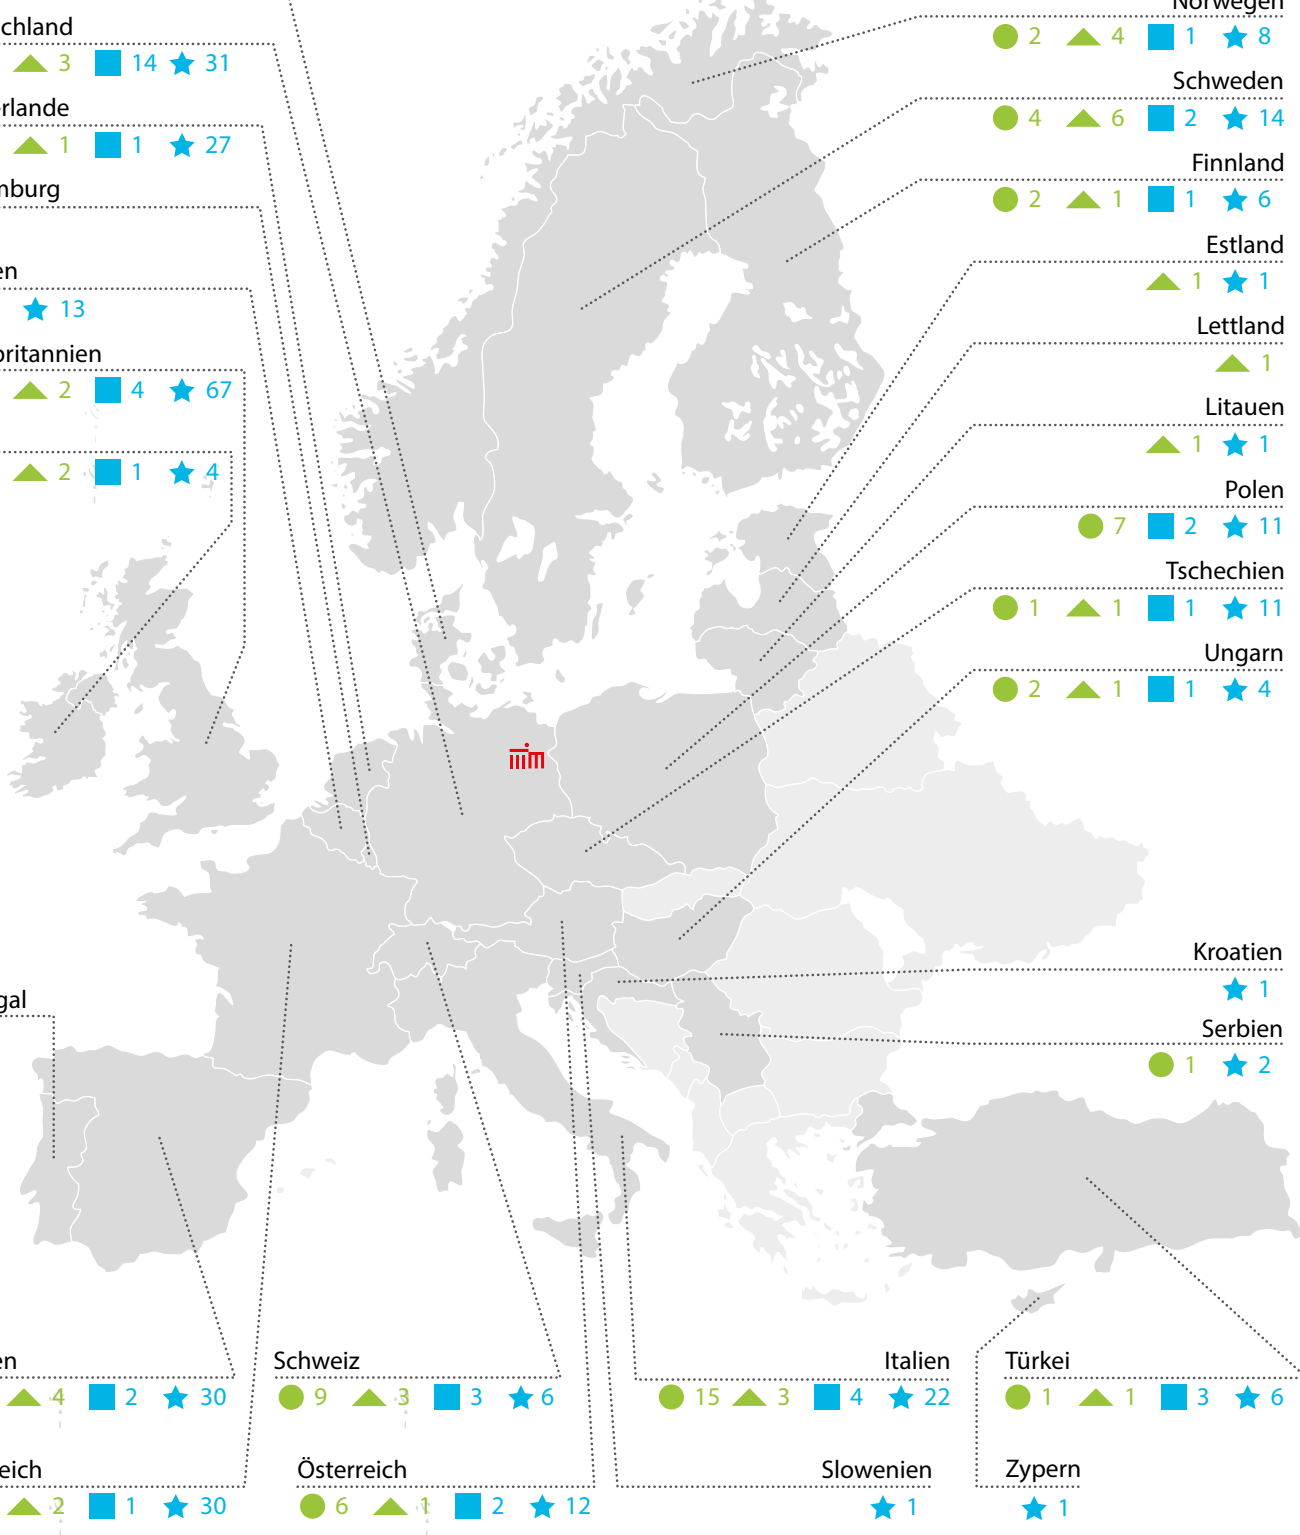 chland
3 14 31
rlande
1 1 27
nburg
en
13
britannien
2 4 67
2 1 4
Norwegen
2 4 1 8
Schweden
4 6 2 14
Finnland
2 1 1 6
Estland
1 1
Lettland
1
Litauen
1 1
Polen
7 2 11
Tschechien
1 1 1 11
Ungarn
2 1 1 4
Kroatien
1
Serbien
1 2
gal
en
4 2 30
Schweiz
9 3 3 6
Italien
15 3 4 22
Türkei
1 1 3 6
eich
2 1 30
Österreich
6 1 2 12
Slowenien
1
Zypern
1